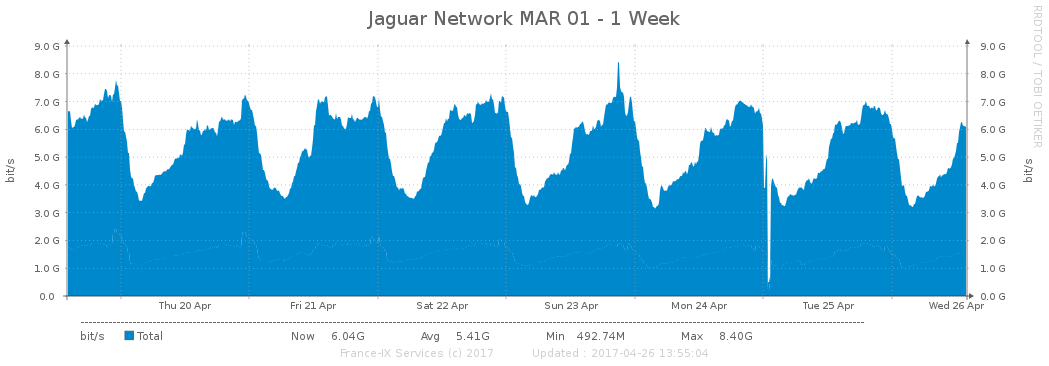 Jaguar Network MAR 01 - 1 Week
RRDTOOL / TOBI OETIKER
9.0 G 9.0 G
8.0 G 8.0 G
7.0 G 7.0 G
6.0 G 6.0 G
5.0 G 5.0 G
4.0 G 4.0 G
3.0 G 3.0 G
2.0 G 2.0 G
1.0 G 1.0 G
0.0 0.0 G
bit/s bit/s
Thu 20 Apr Fri 21 Apr Sat 22 Apr Sun 23 Apr Mon 24 Apr Tue 25 Apr Wed 26 Apr
bit/s Total Now 6.04G Avg 5.41G Min 492.74M Max 8.40G
France-IX Services (c) 2017 Updated : 2017-04-26 13:55:04